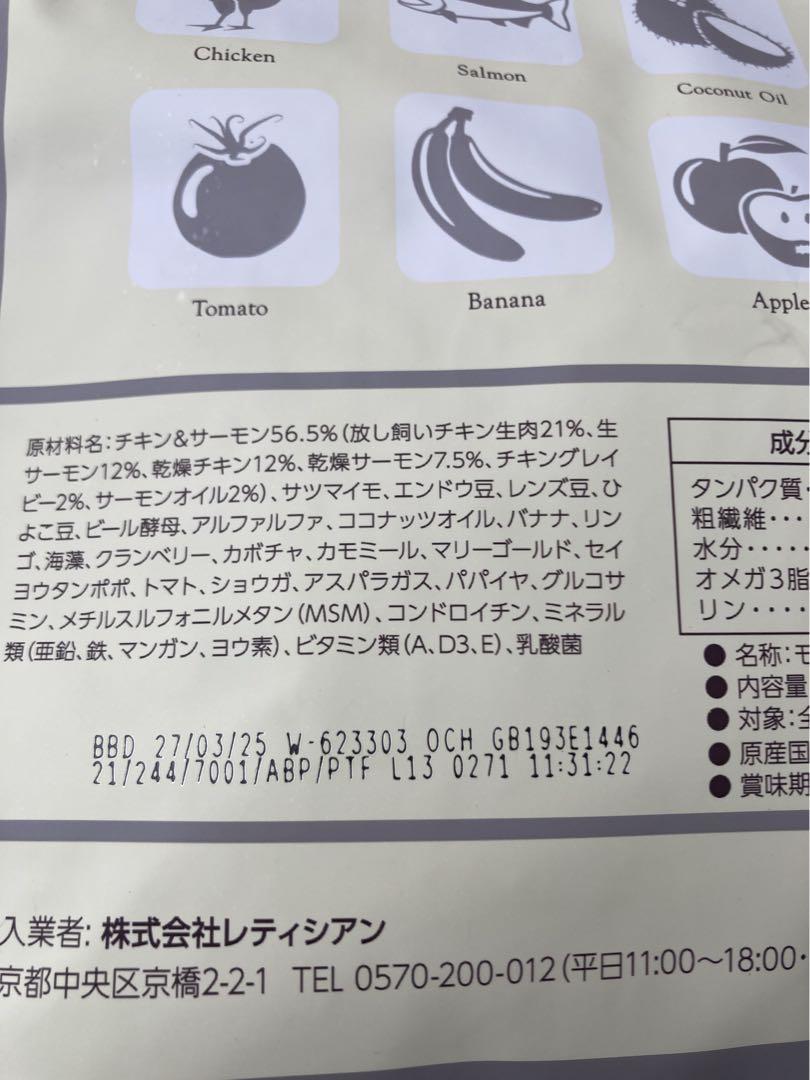 Chicken
Salmon
Coconut Oil
Tomato
Banana
Apple
原材料名:チキン&サーモン56.5%(放し飼いチキン生肉21%、生
サーモン12%、乾燥チキン12%、乾燥サーモン7.5%、チキングレイ
ビー2%、サーモンオイル2%)、サツマイモ、エンドウ豆、レンズ豆、ひ
よこ豆、ビール酵母、アルファルファ、ココナッツオイル、バナナ、リン
ゴ、海藻、クランベリー、カボチャ、カモミール、マリーゴールド、セイ
ヨウタンポポ、トマト、ショウガ、アスパラガス、パパイヤ、グルコサ
ミン、メチルスルフォニルメタン(MSM)、コンドロイチン、ミネラル
類(亜鉛、鉄、マンガン、ヨウ素)、ビタミン類(A、D3、E)、乳酸菌
BBD 27/03/25 W-623303 OCH GB193E1446
21/244/7001/ABP/PTF L13 0271 11:31:22
成分
タンパク質・
粗繊維・・・
水分・・・・・
オメガ3脂
リン・・・・
● 名称:モ
● 内容量
● 対象:全
● 原産国
● 賞味期
入業者: 株式会社レティシアン
京都中央区京橋2-2-1 TEL 0570-200-012(平日11:00〜18:00・